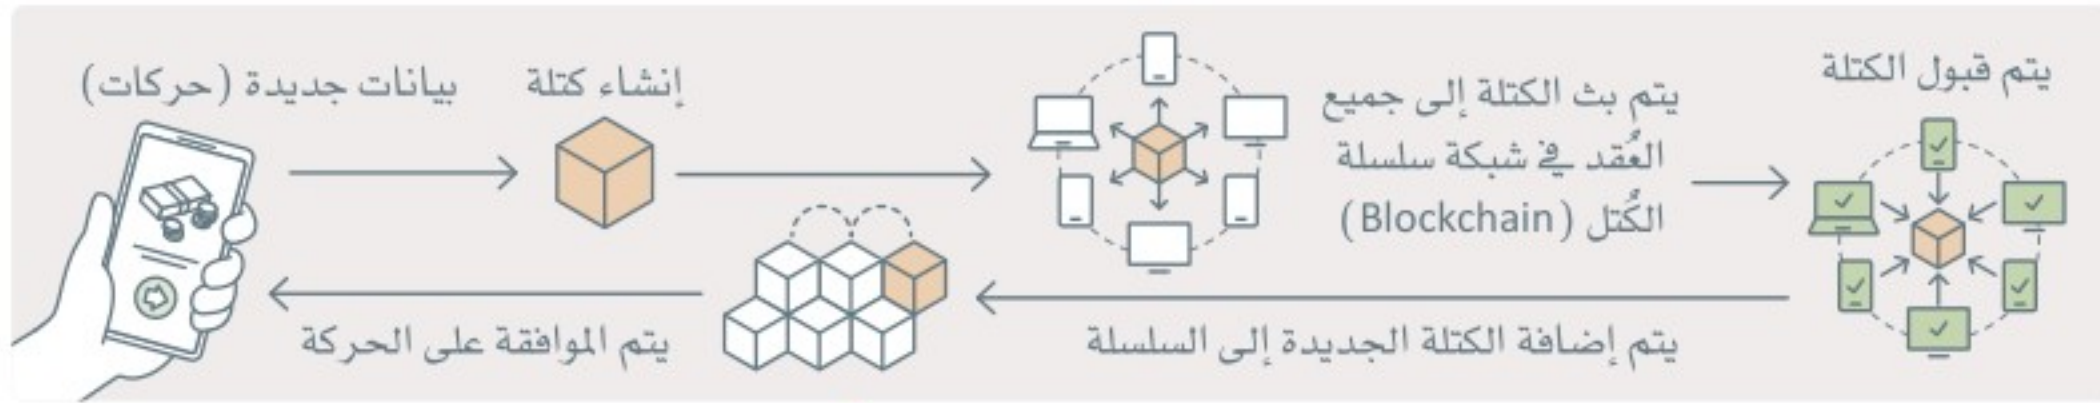 بيانات جديدة (حركات)
إنشاء كتلة
يتم بث الكتلة إلى جميع
العُقد في شبكة سلسلة
الكُتل (Blockchain)
يتم قبول الكتلة
يتم إضافة الكتلة الجديدة إلى السلسلة
يتم الموافقة على الحركة